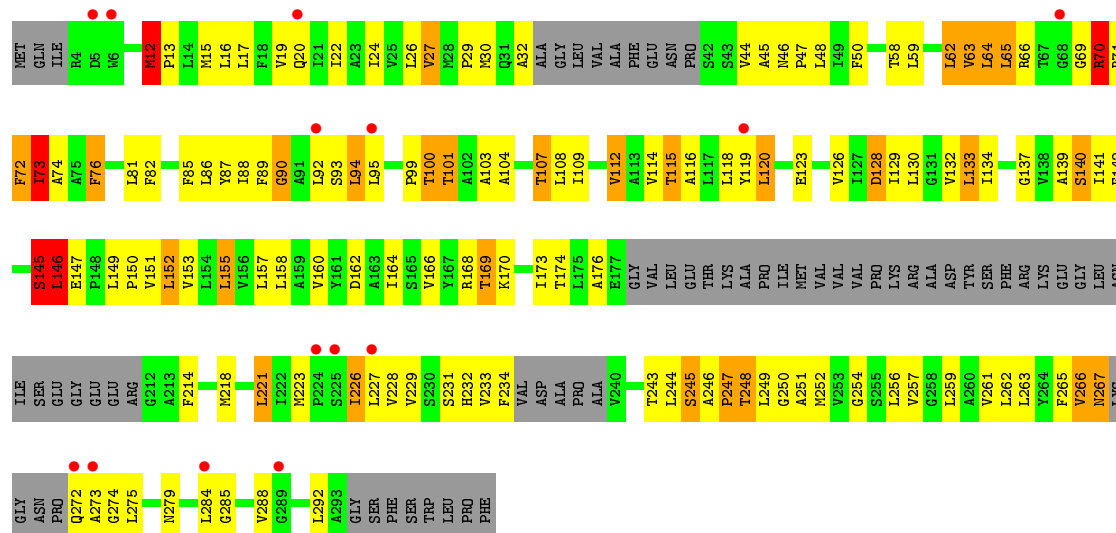 MET GLN ILE R4 D5 W6 M12 P13 L14 M15 L16 L17 F18 V19 Q20 I21 I22 A23 I24 V25 L26 V27 M28 P29 M30 Q31 A32 ALA GLY LEU VAL ALA PHE GLU ASN PRO S42 S43 V44 A45 N46 P47 L48 I49 F50 T58 L59 L62 V63 L64 L65 R66 T67 G68 G69 R70
F72 I73 A74 A75 F76 L81 F82 F85 L86 Y87 I88 F89 G90 A91 L92 S93 L94 L95 P99 T100 T101 A102 A103 A104 T107 L108 I109 V112 A113 V114 T115 A116 L117 L118 Y119 L120 E123 V126 I127 D128 I129 L130 G131 V132 L133 I134 G137 V138 A139 S140 I141
S145 L146 E147 P148 L149 P150 V151 L152 V153 L154 L155 V156 L157 L158 A159 V160 Y161 D162 A163 I164 S165 V166 Y167 R168 T169 K170 I173 T174 L175 A176 E177 GLY VAL LEU GLU THR LYS ALA PRO ILE MET VAL VAL VAL PRO LYS ARG ALA ASP TYR SER PHE ARG LYS GLU GLY LEU
ILE SER GLU GLY GLU GLU ARG G212 A213 F214 M218 L221 I222 M223 P224 S225 I226 L227 V228 V229 S230 S231 H232 V233 F234 VAL ASP ALA PRO ALA V240 T243 L244 S245 A246 P247 T248 L249 G250 A251 M252 V253 G254 S255 L256 V257 G258 L259 A260 V261 L262 L263 Y264 F265 V266 N267
GLY ASN PRO Q272 A273 G274 L275 N279 L284 G285 V288 G289 L292 A293 GLY SER PHE SER TRP LEU PRO PHE